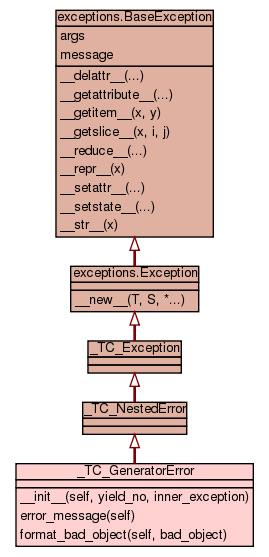 exceptions.BaseException
args
message
__delattr__(...)
__getattribute__(...)
__getitem__(x, y)
__getslice__(x, i, j)
__reduce__(...)
__repr__(x)
__setattr__(...)
__setstate__(...)
__str__(x)
exceptions.Exception
__new__(T, S, *...)
_TC_Exception
_TC_NestedError
_TC_GeneratorError
__init__(self, yield_no, inner_exception)
error_message(self)
format_bad_object(self, bad_object)